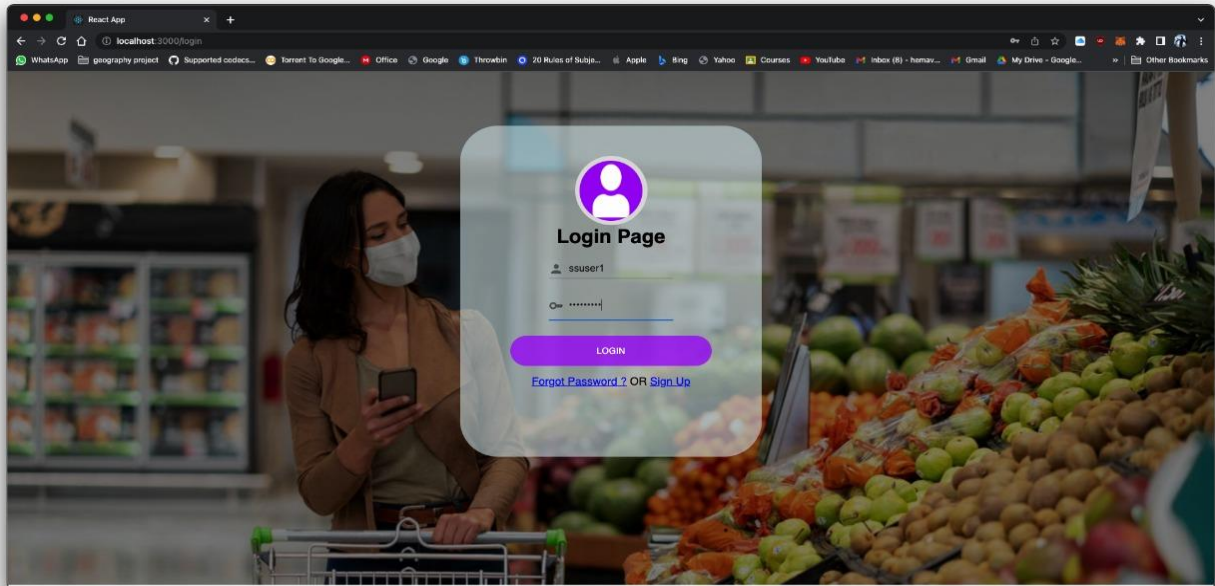 React App
localhost:3000/login
WhatsApp geography project Supported codecs... Torrent To Google... Office Google Throwbin 20 Rules of Subje... Apple Bing Yahoo Courses YouTube Inbox (8) - hemav... Gmail My Drive - Google... » Other Bookmarks
Login Page
ssuser1
•••••••••
LOGIN
Forgot Password ? OR Sign Up